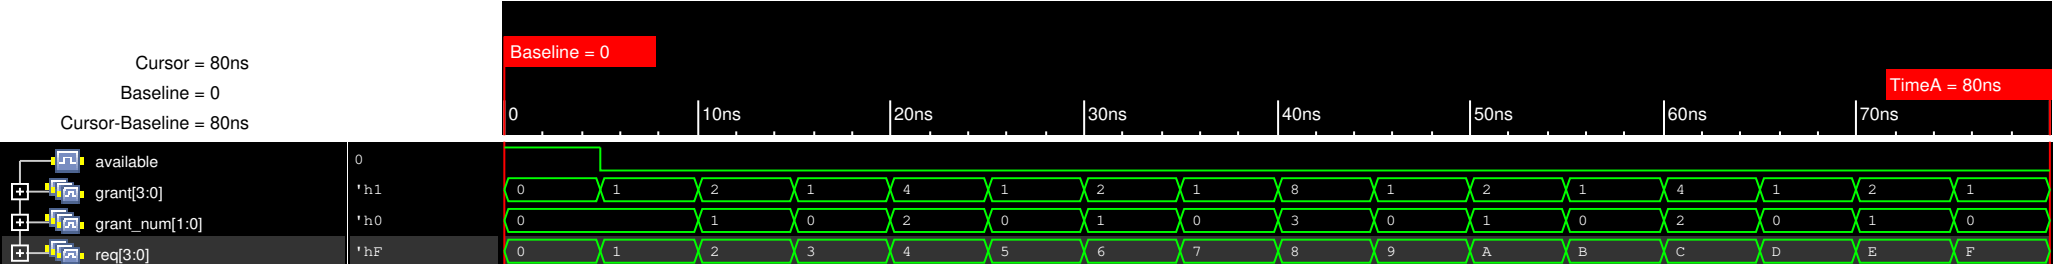 Baseline = 0
Cursor = 80ns
TimeA = 80ns
Baseline = 0
Cursor-Baseline = 80ns
0 10ns 20ns 30ns 40ns 50ns 60ns 70ns
available 0
grant[3:0] 'h1 0 1 2 1 4 1 2 1 8 1 2 1 4 1 2 1
grant_num[1:0] 'h0 0 1 0 2 0 1 0 3 0 1 0 2 0 1 0
req[3:0] 'hF 0 1 2 3 4 5 6 7 8 9 A B C D E F